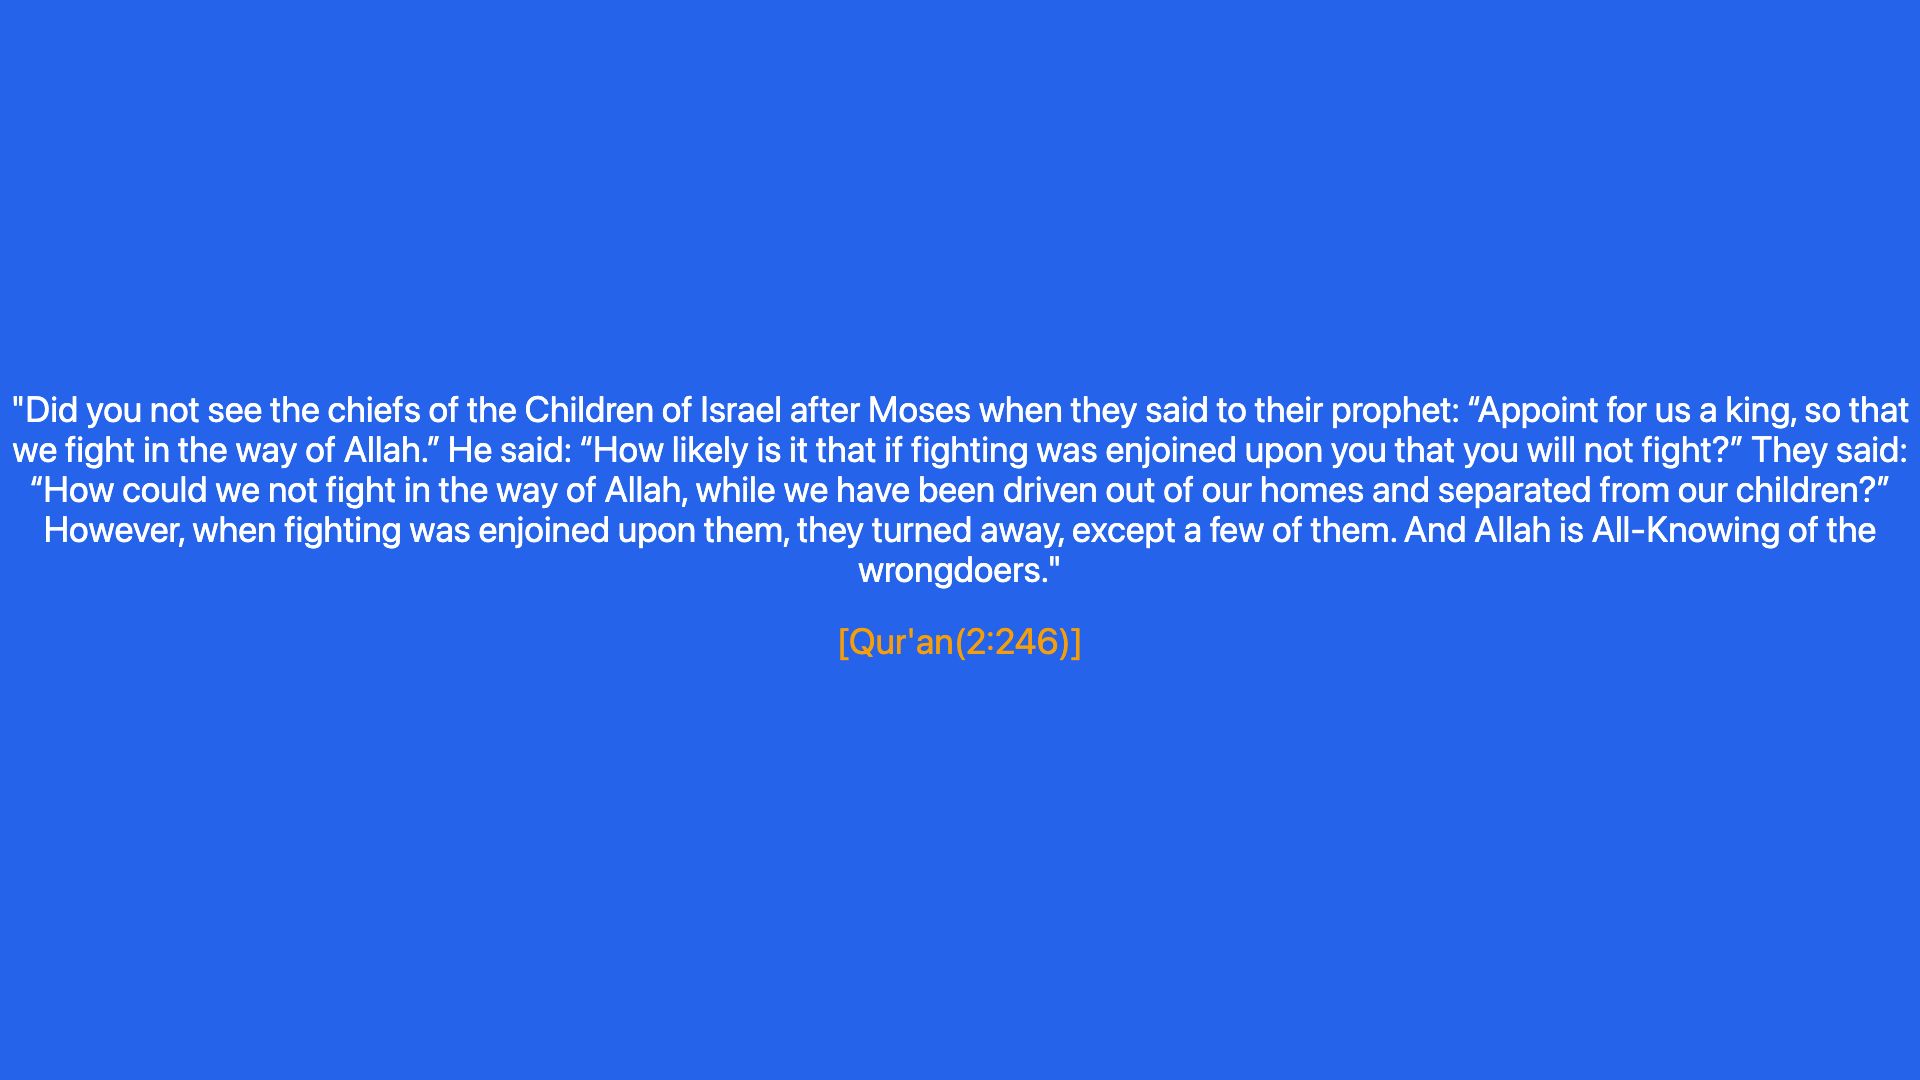 "Did you not see the chiefs of the Children of Israel after Moses when they said to their prophet: “Appoint for us a king, so that
we fight in the way of Allah.” He said: “How likely is it that if fighting was enjoined upon you that you will not fight?” They said:
“How could we not fight in the way of Allah, while we have been driven out of our homes and separated from our children?”
However, when fighting was enjoined upon them, they turned away, except a few of them. And Allah is All-Knowing of the
wrongdoers."
[Qur'an(2:246)]